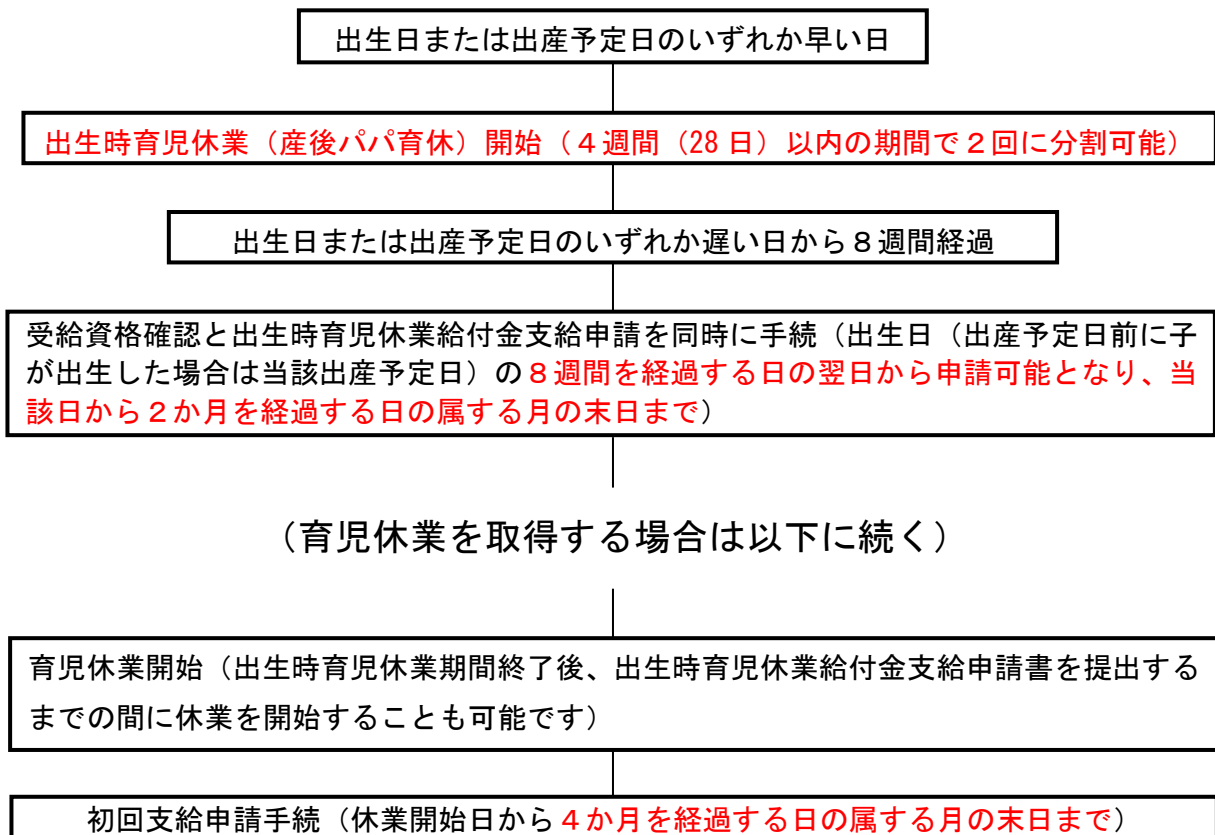 出生日または出産予定日のいずれか早い日
出生時育児休業（産後パパ育休）開始（４週間（28 日）以内の期間で２回に分割可能）
出生日または出産予定日のいずれか遅い日から８週間経過
受給資格確認と出生時育児休業給付金支給申請を同時に手続（出生日（出産予定日前に子
が出生した場合は当該出産予定日）の８週間を経過する日の翌日から申請可能となり、当
該日から２か月を経過する日の属する月の末日まで）
（育児休業を取得する場合は以下に続く）
育児休業開始（出生時育児休業期間終了後、出生時育児休業給付金支給申請書を提出する
までの間に休業を開始することも可能です）
初回支給申請手続（休業開始日から４か月を経過する日の属する月の末日まで）